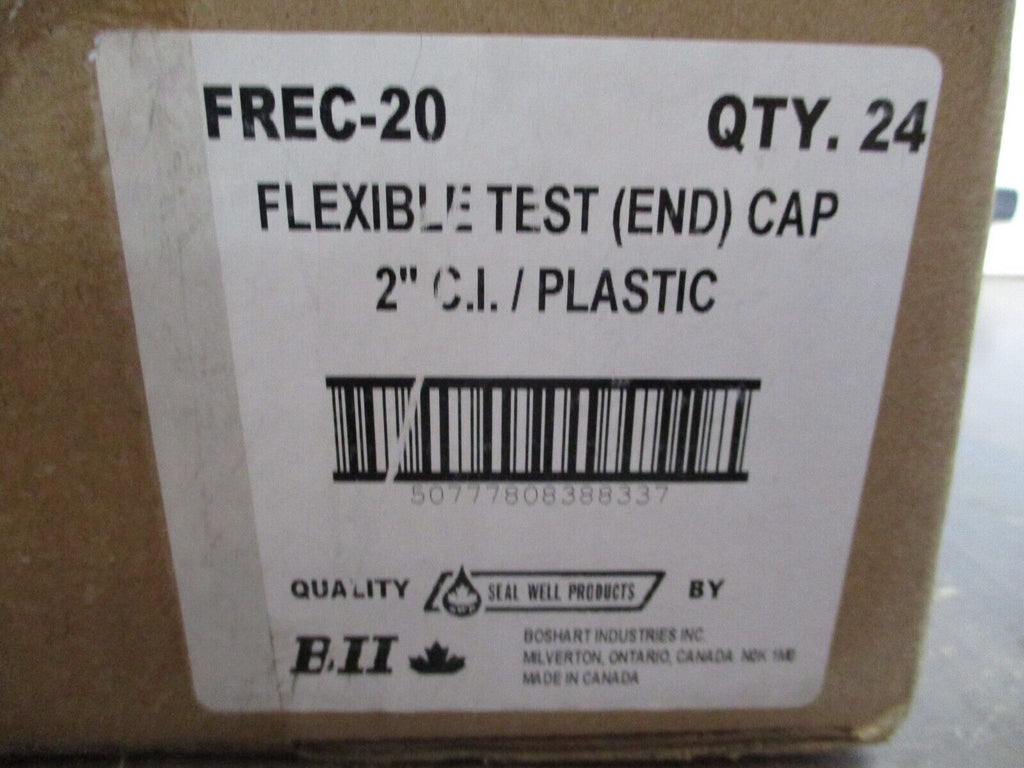 FREC-20 QTY. 24
FLEXIBLE TEST (END) CAP
2" C.I. / PLASTIC
50777808388337
QUALITY SEAL WELL PRODUCTS BY
BII
BOSHART INDUSTRIES INC.
MILVERTON, ONTARIO, CANADA N0K 1M0
MADE IN CANADA